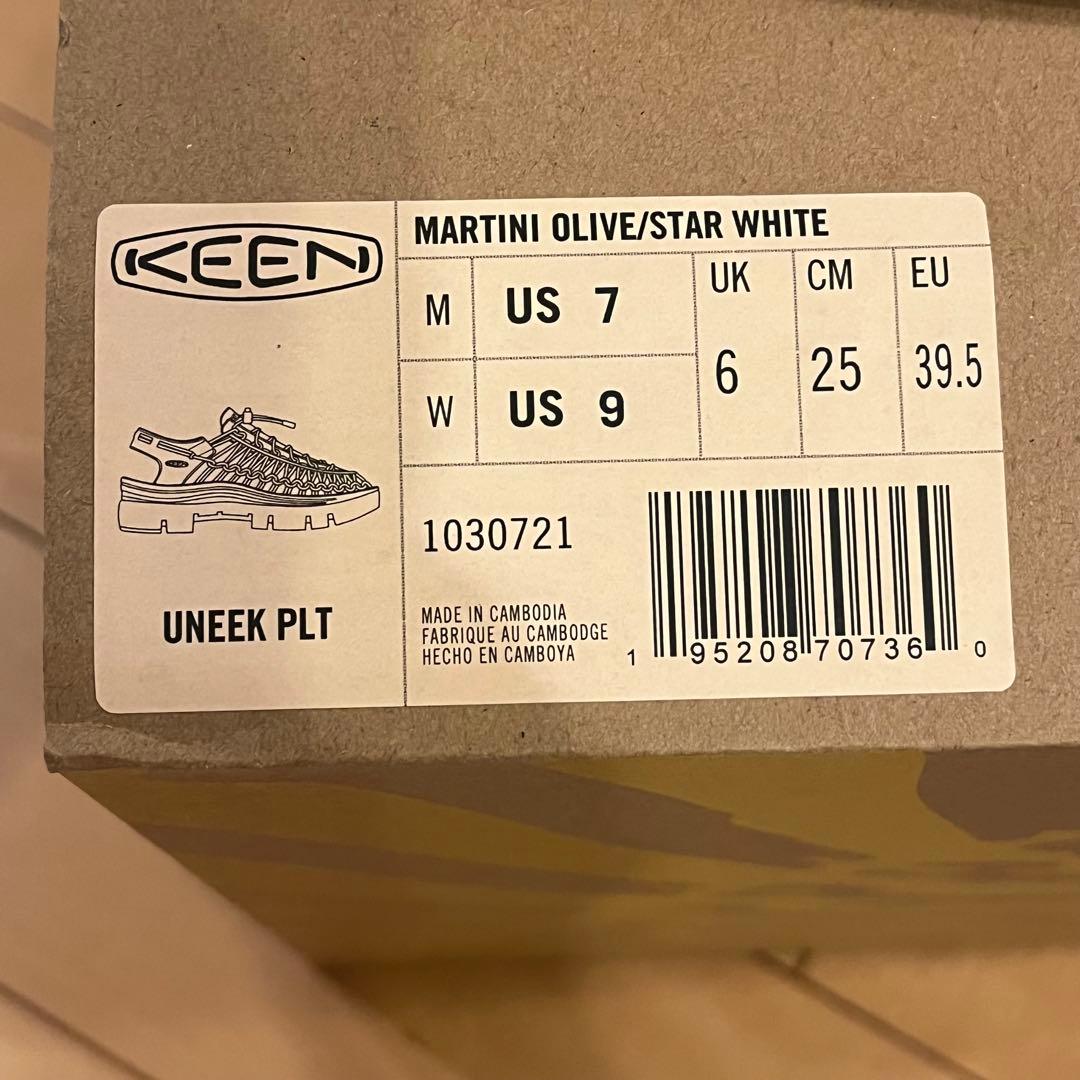 KEEN
MARTINI OLIVE/STAR WHITE
M US 7
W US 9
UK
6
CM
25
EU
39.5
KEEN
UNEEK PLT
1030721
MADE IN CAMBODIA
FABRIQUE AU CAMBODGE
HECHO EN CAMBOYA
1 95208 70736 0